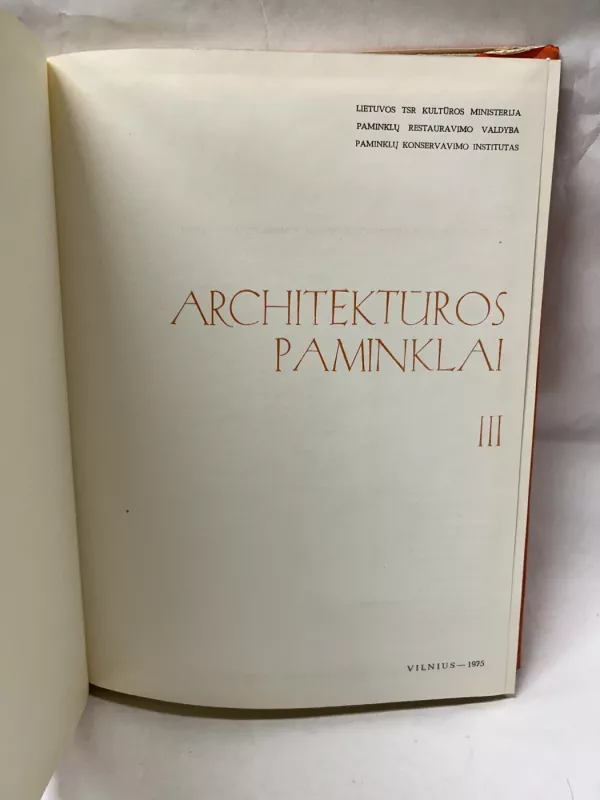 LIETUVOS TSR KULTŪROS MINISTERIJA
PAMINKLŲ RESTAURAVIMO VALDYBA
PAMINKLŲ KONSERVAVIMO INSTITUTAS
ARCHITEKTŪROS
PAMINKLAI
III
VILNIUS—1975